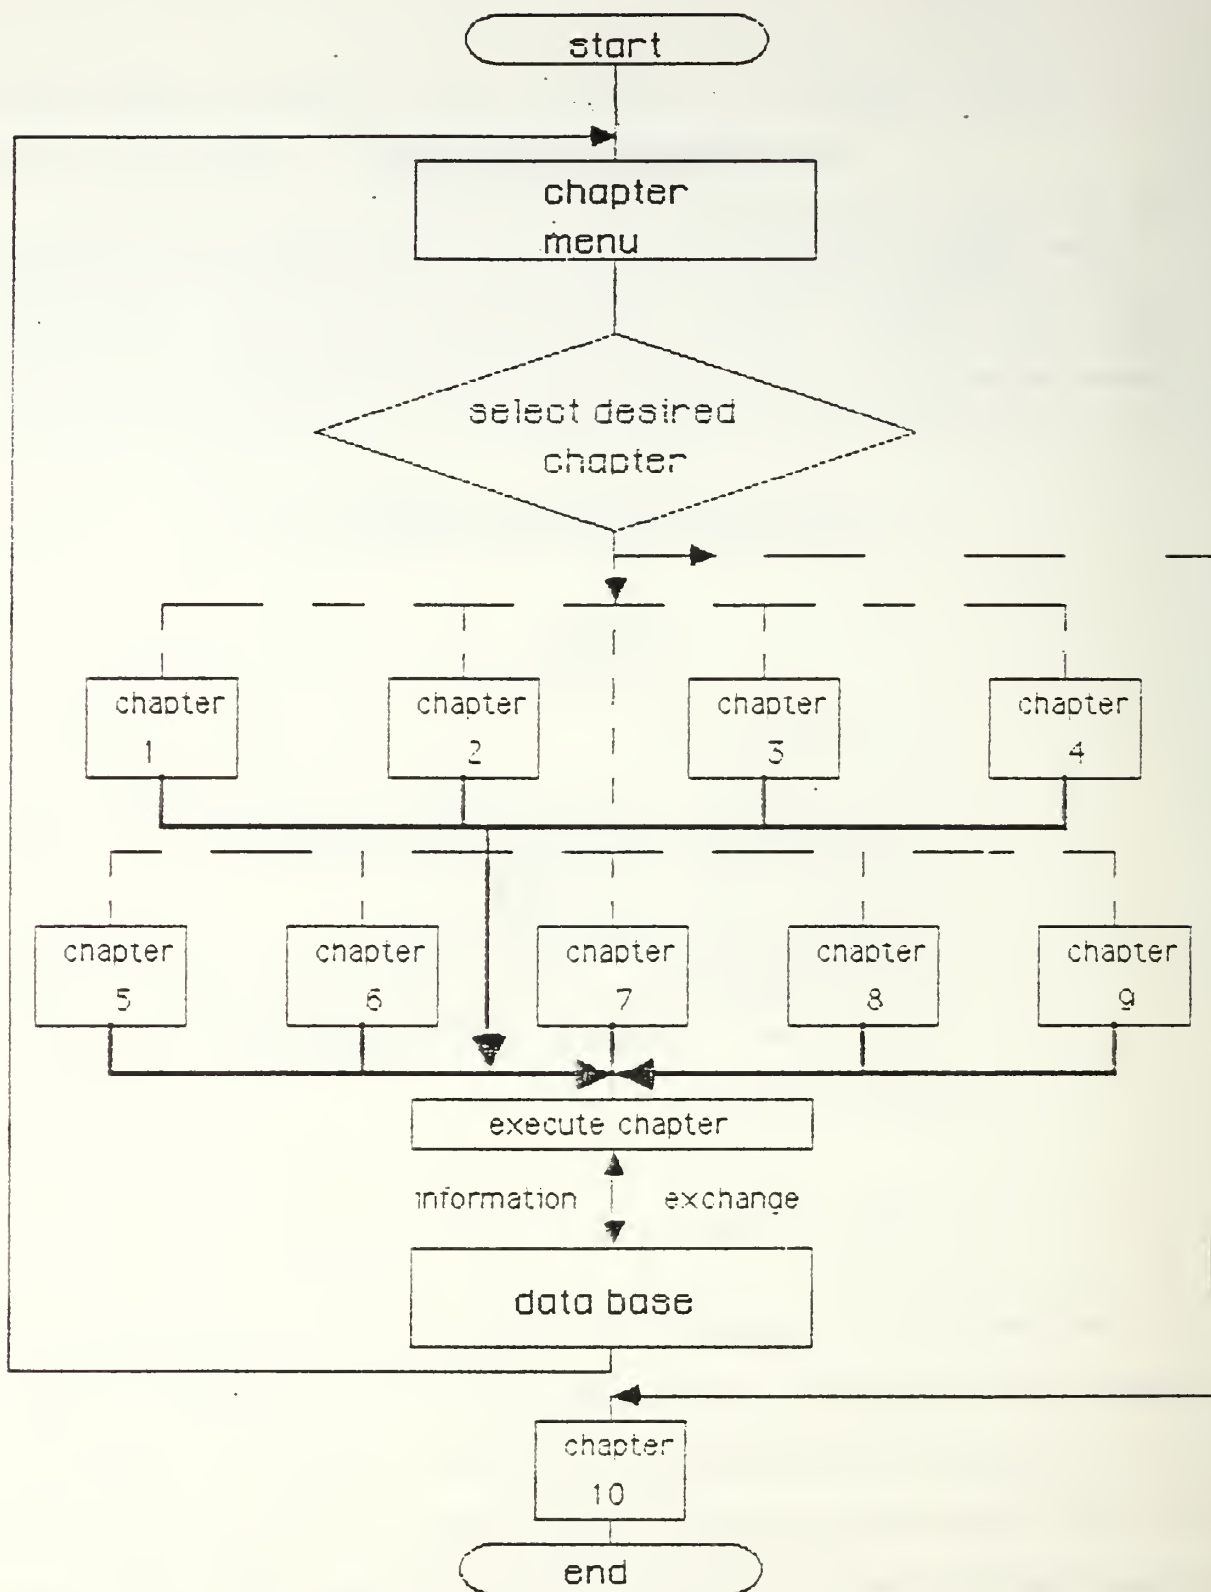 start
chapter
menu
select desired
chapter
chapter
1
chapter
2
chapter
3
chapter
4
chapter
5
chapter
6
chapter
7
chapter
8
chapter
9
execute chapter
information exchange
data base
chapter
10
end